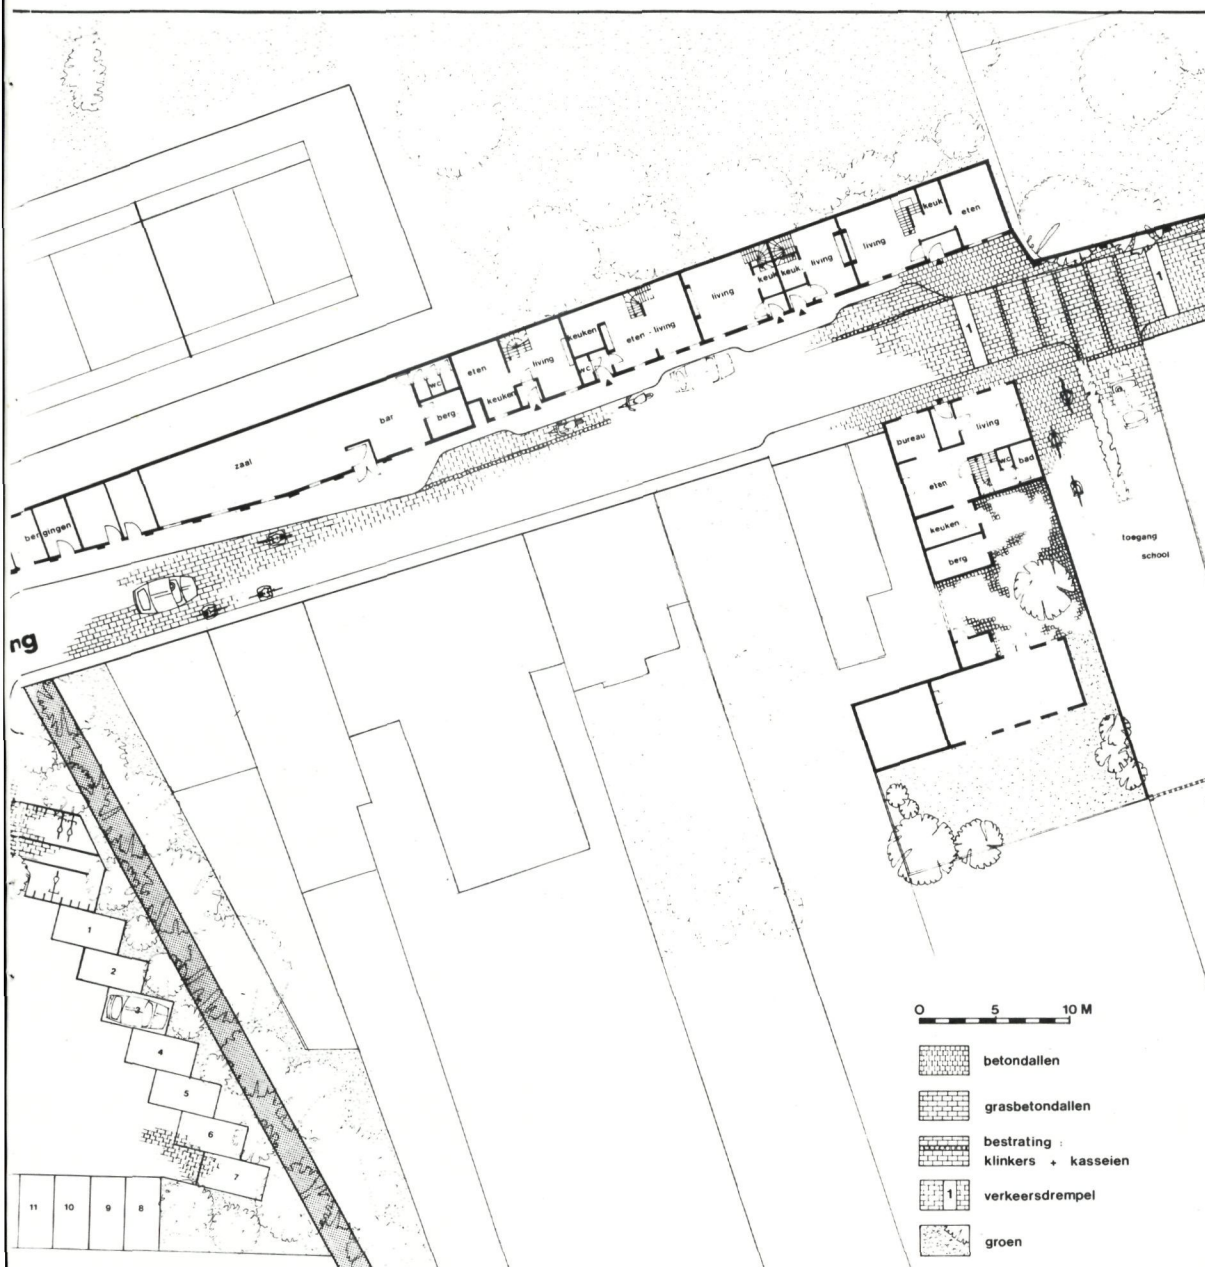 keuk
eten
living
living
keuk
keuk
living
1
1
keuken
eten - living
wc
eten
living
keuken
wc
berg
bar
zaal
bergingen
bureau
living
wc
bad
eten
keuken
berg
toegang
school
ng
1
2
3
4
5
6
7
11 10 9 8
0 5 10 M
betondallen
grasbetondallen
bestrating :
klinkers + kasseien
1 verkeersdrempel
groen